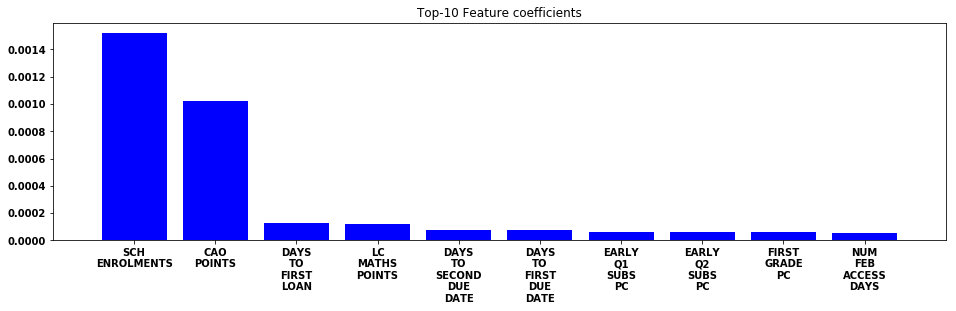 Top-10 Feature coefficients
0.0014
0.0012
0.0010
0.0008
0.0006
0.0004
0.0002
0.0000
SCH
ENROLMENTS
CAO
POINTS
DAYS
TO
FIRST
LOAN
LC
MATHS
POINTS
DAYS
TO
SECOND
DUE
DATE
DAYS
TO
FIRST
DUE
DATE
EARLY
Q1
SUBS
PC
EARLY
Q2
SUBS
PC
FIRST
GRADE
PC
NUM
FEB
ACCESS
DAYS